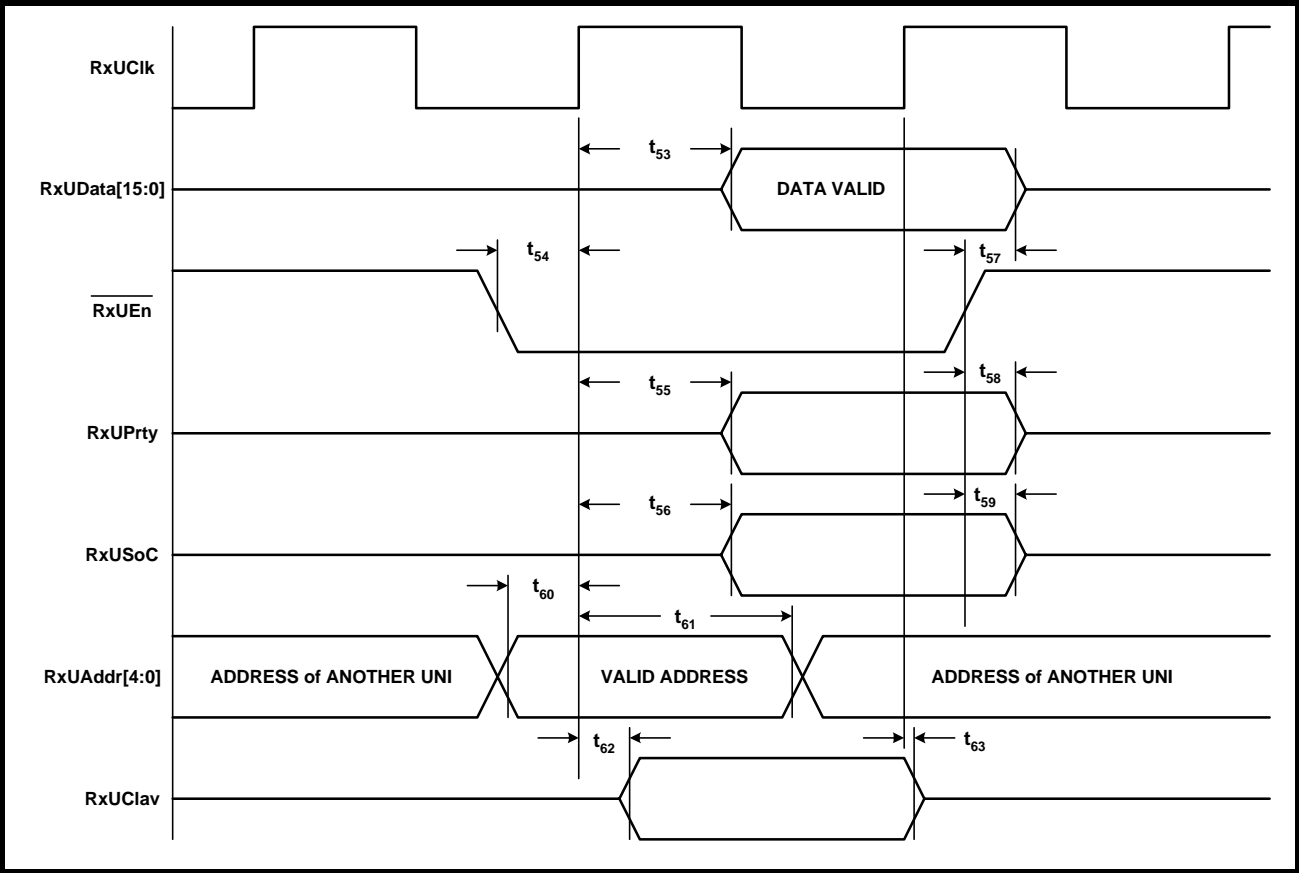 RxUClk
t53
RxUData[15:0]
DATA VALID
t54
t57
RxUEn
t58
t55
RxUPrty
t59
t56
RxUSoC
t60
t61
RxUAddr[4:0]
ADDRESS of ANOTHER UNI
VALID ADDRESS
ADDRESS of ANOTHER UNI
t62
t63
RxUClav